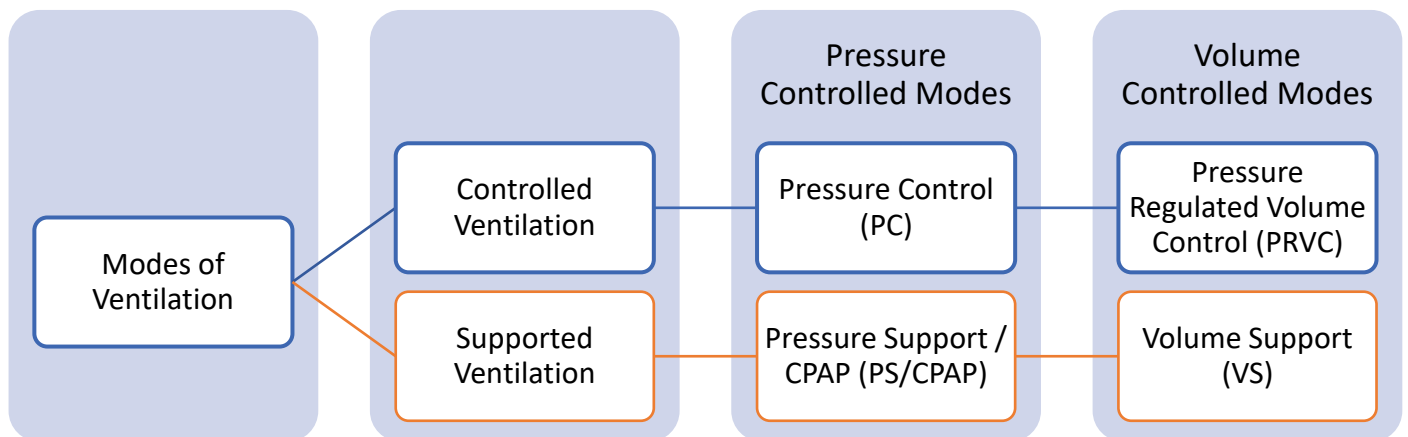 Pressure
Controlled Modes
Volume
Controlled Modes
Modes of
Ventilation
Controlled
Ventilation
Pressure Control
(PC)
Pressure
Regulated Volume
Control (PRVC)
Supported
Ventilation
Pressure Support /
CPAP (PS/CPAP)
Volume Support
(VS)